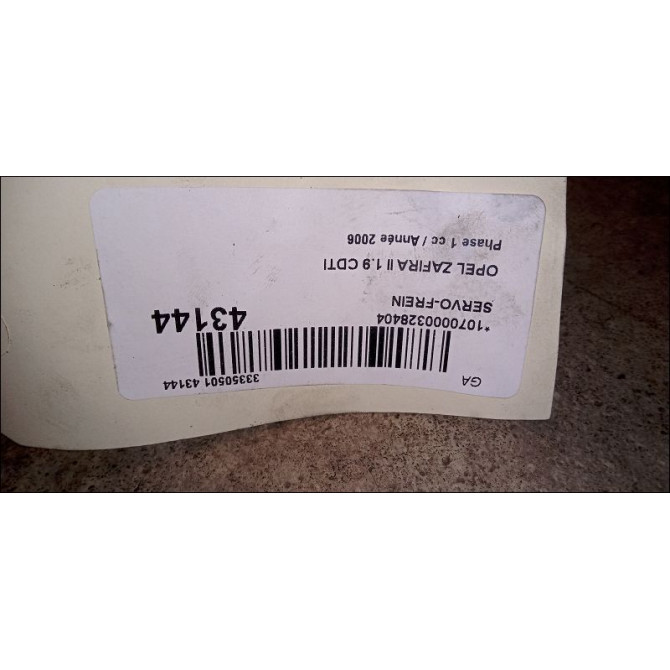 GA
33350501 43144
*1070000328404
43144
SERVO-FREIN
OPEL ZAFIRA II 1.9 CDTI
Phase 1 cc / Année 2006